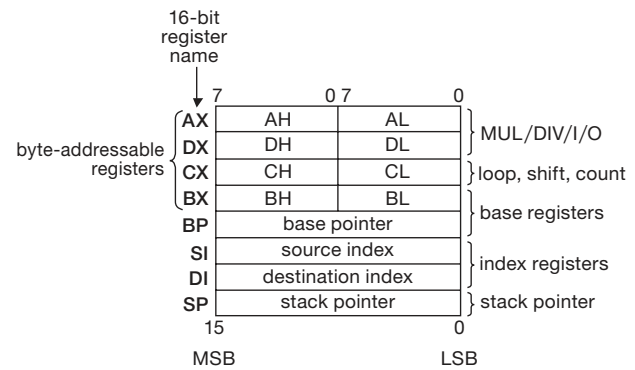 16-bit
register
name
7 0 7 0
AX AH AL
DX DH DL
MUL/DIV/I/O
byte-addressable
registers
CX CH CL
loop, shift, count
BX BH BL
base registers
BP base pointer
SI source index
DI destination index
index registers
SP stack pointer
stack pointer
15 0
MSB LSB